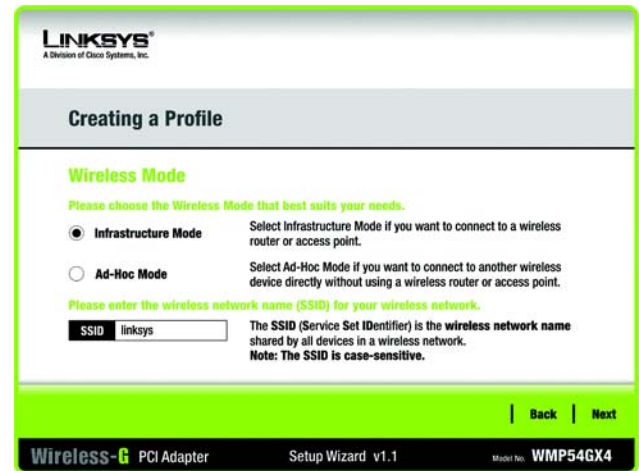 LINKSYS®
A Division of Cisco Systems, Inc.
Creating a Profile
Wireless Mode
Please choose the Wireless Mode that best suits your needs.
Infrastructure Mode
Select Infrastructure Mode if you want to connect to a wireless
router or access point.
Ad-Hoc Mode
Select Ad-Hoc Mode if you want to connect to another wireless
device directly without using a wireless router or access point.
Please enter the wireless network name (SSID) for your wireless network.
SSID linksys
The SSID (Service Set IDentifier) is the wireless network name
shared by all devices in a wireless network.
Note: The SSID is case-sensitive.
Back Next
Wireless-G PCI Adapter Setup Wizard v1.1 Model No. WMP54GX4